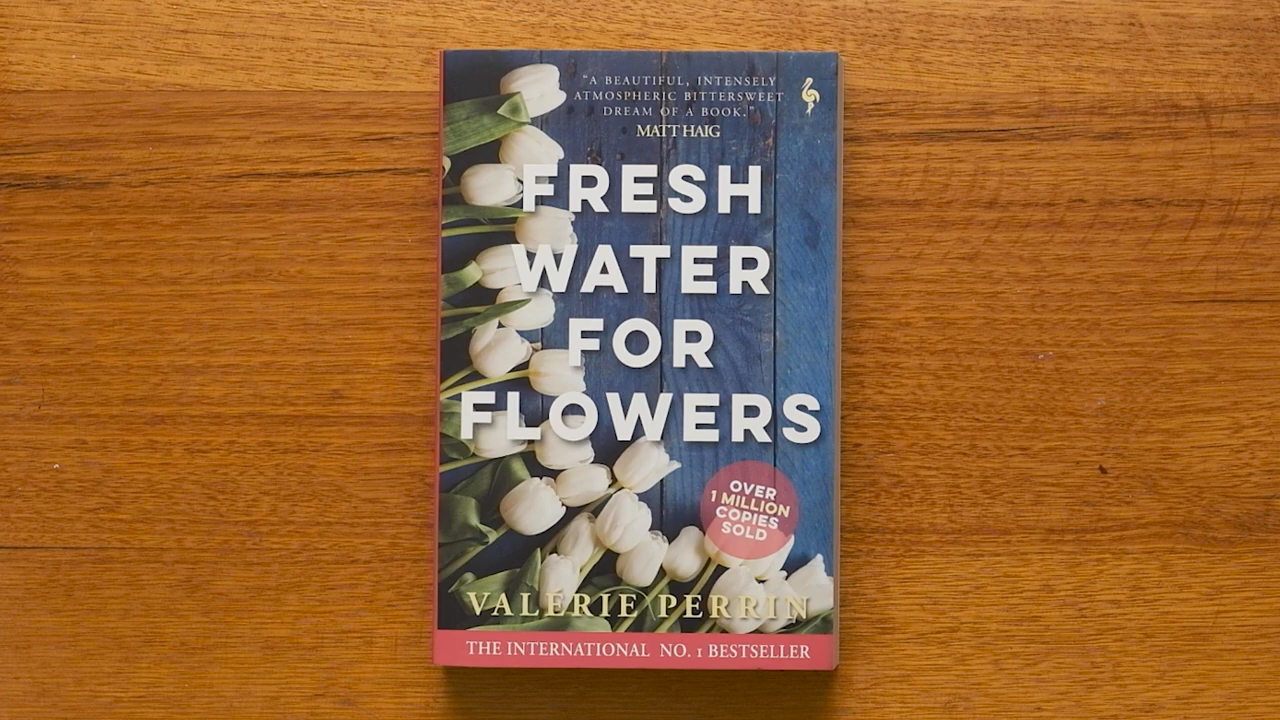 “A BEAUTIFUL, INTENSELY
ATMOSPHERIC BITTERSWEET
DREAM OF A BOOK.”
MATT HAIG
FRESH
WATER
FOR
FLOWERS
OVER
1 MILLION
COPIES
SOLD
VALÉRIE PERRIN
THE INTERNATIONAL NO. 1 BESTSELLER